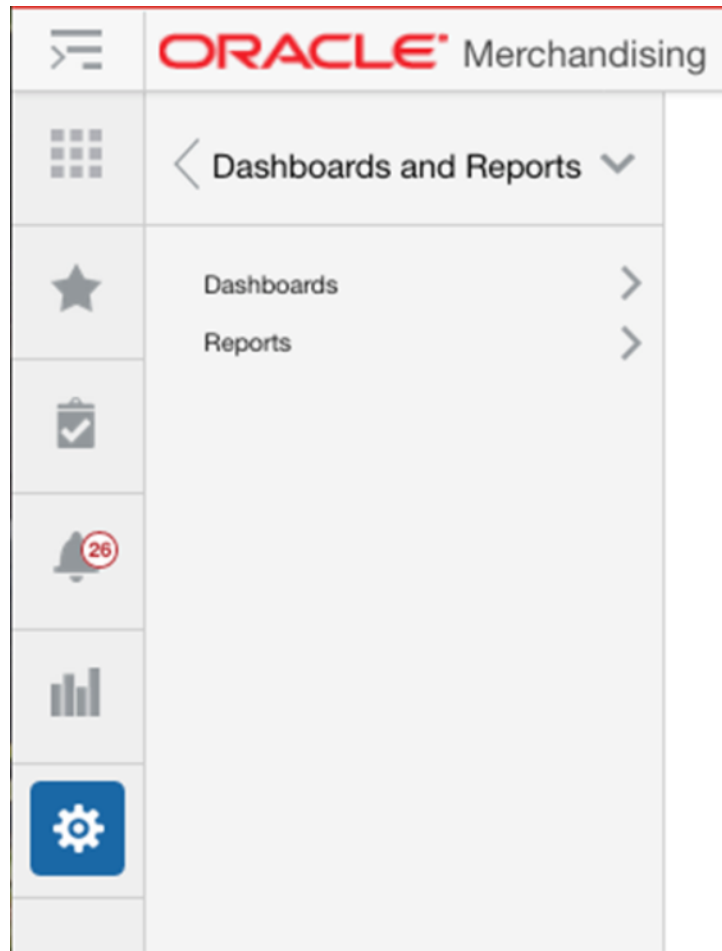 ORACLE Merchandising
Dashboards and Reports
Dashboards
Reports
26